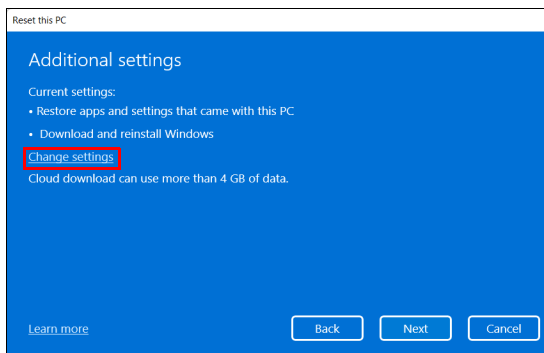 Reset this PC
Additional settings
Current settings:
• Restore apps and settings that came with this PC
• Download and reinstall Windows
Change settings
Cloud download can use more than 4 GB of data.
Learn more
Back
Next
Cancel